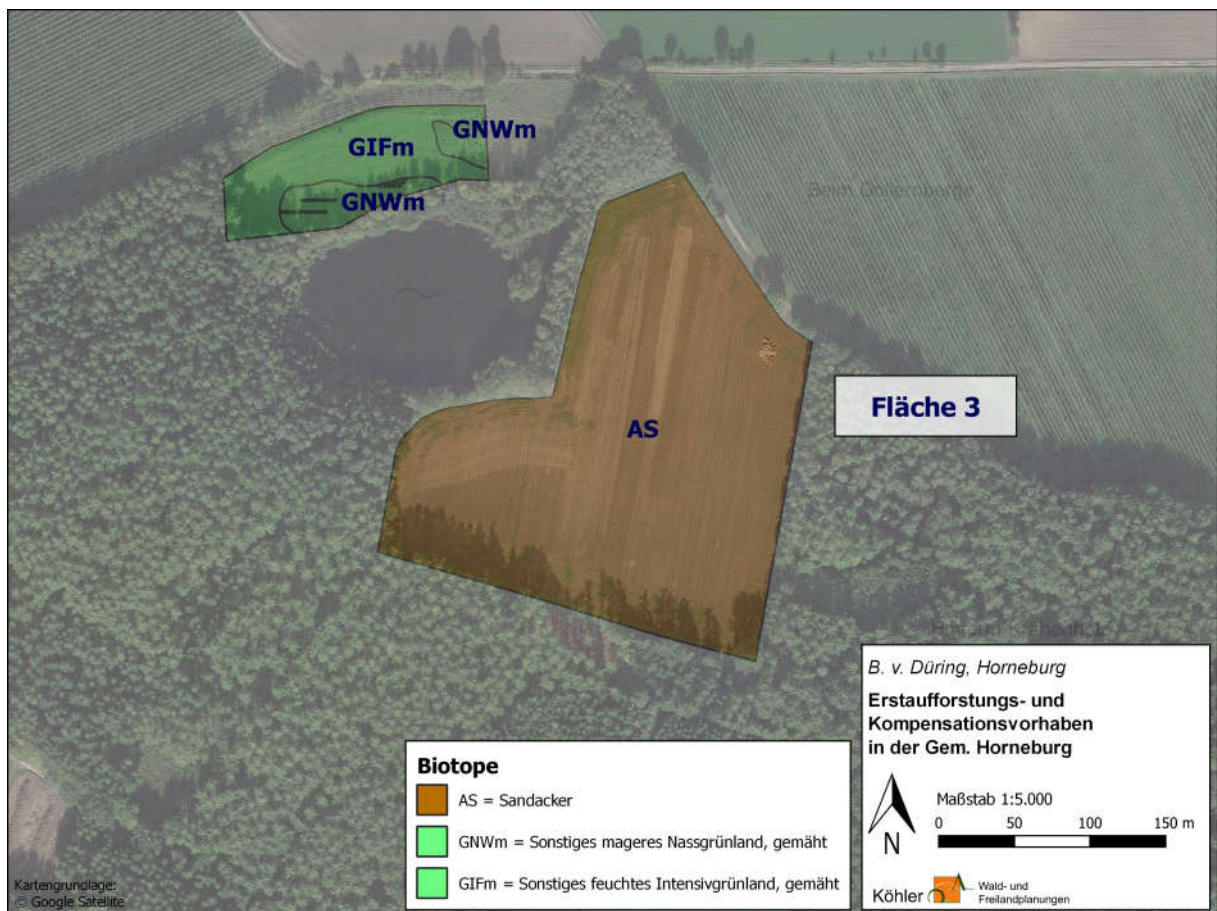 GNWm
GIFm
GNWm
Fläche 3
AS
B. v. Düring, Horneburg
Erstaufforstungs- und
Kompensationsvorhaben
in der Gem. Horneburg
Maßstab 1:5.000
0 50 100 150 m
N
Köhler
Wald- und
Freilandplanungen
Biotope
AS = Sandacker
GNWm = Sonstiges mageres Nassgrünland, gemäht
GIFm = Sonstiges feuchtes Intensivgrünland, gemäht
Kartengrundlage:
© Google Satellite